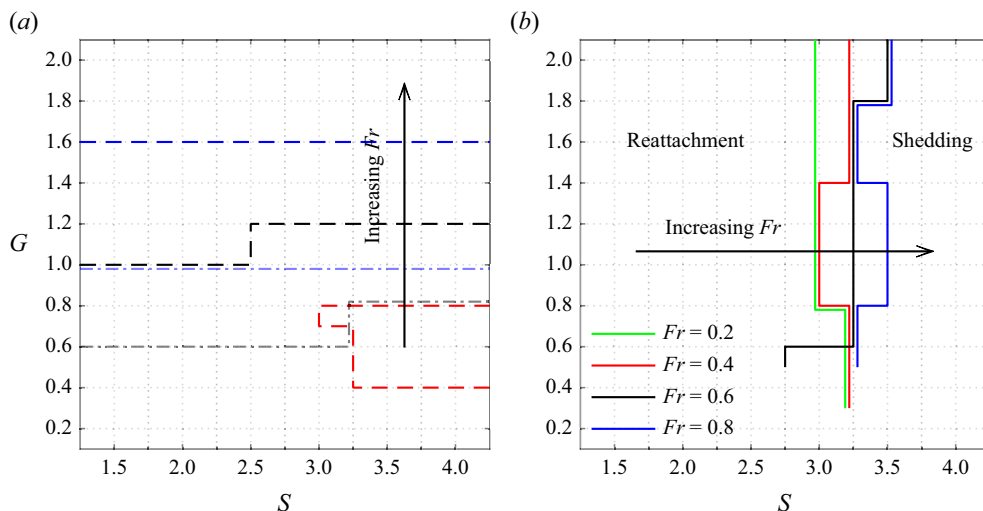 (a)
2.0
1.8
1.6
1.4
1.2
1.0
0.8
0.6
0.4
0.2
G
1.5
2.0
2.5
3.0
3.5
4.0
S
Increasing Fr
(b)
2.0
1.8
1.6
1.4
1.2
1.0
0.8
0.6
0.4
0.2
Reattachment
Shedding
Increasing Fr
Fr = 0.2
Fr = 0.4
Fr = 0.6
Fr = 0.8
1.5
2.0
2.5
3.0
3.5
4.0
S